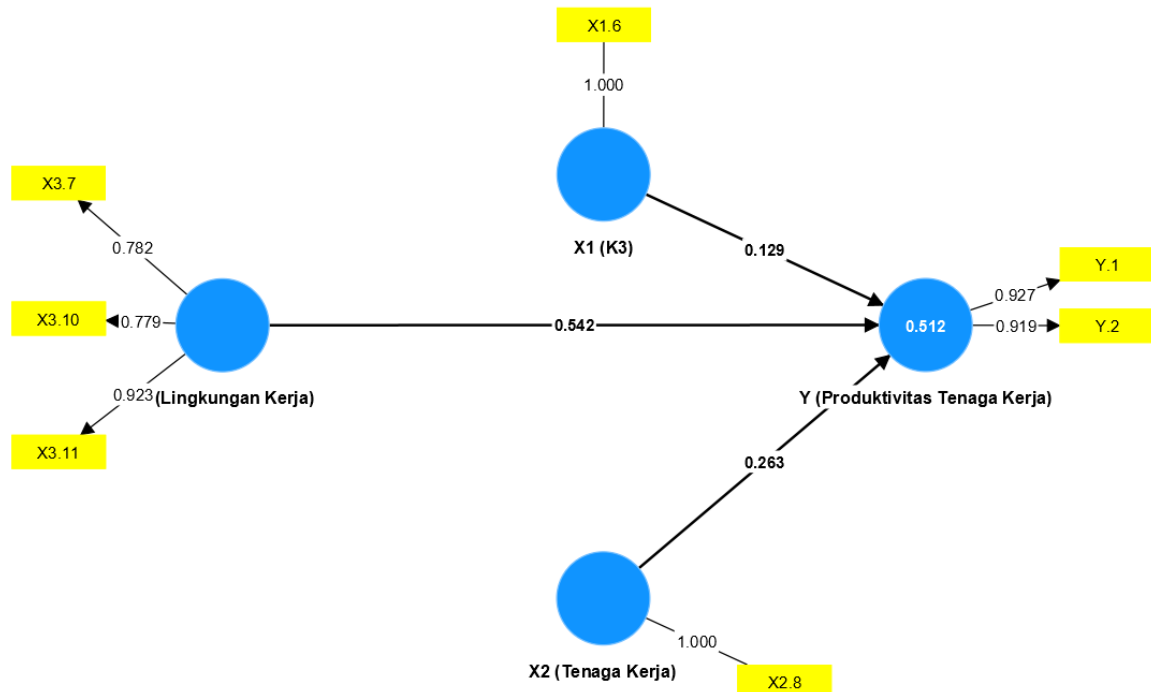 X1.6
1.000
X3.7
0.782
X1 (K3)
0.129
Y.1
0.927
X3.10
0.779
0.542
0.512
0.919
Y.2
0.923
(Lingkungan Kerja)
Y (Produktivitas Tenaga Kerja)
X3.11
0.263
1.000
X2 (Tenaga Kerja)
X2.8